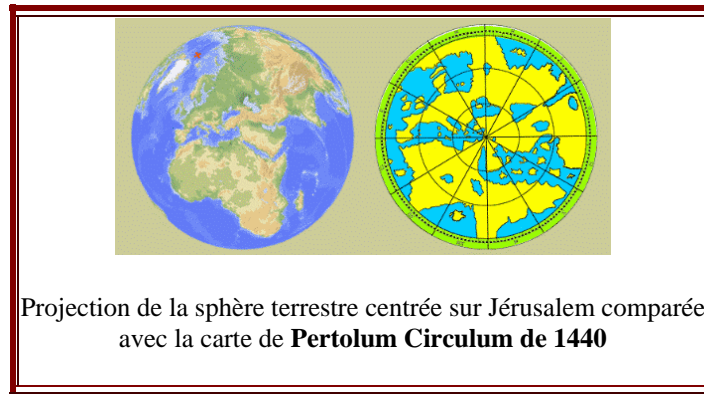 Projection de la sphère terrestre centrée sur Jérusalem comparée
avec la carte de Pertolum Circulum de 1440